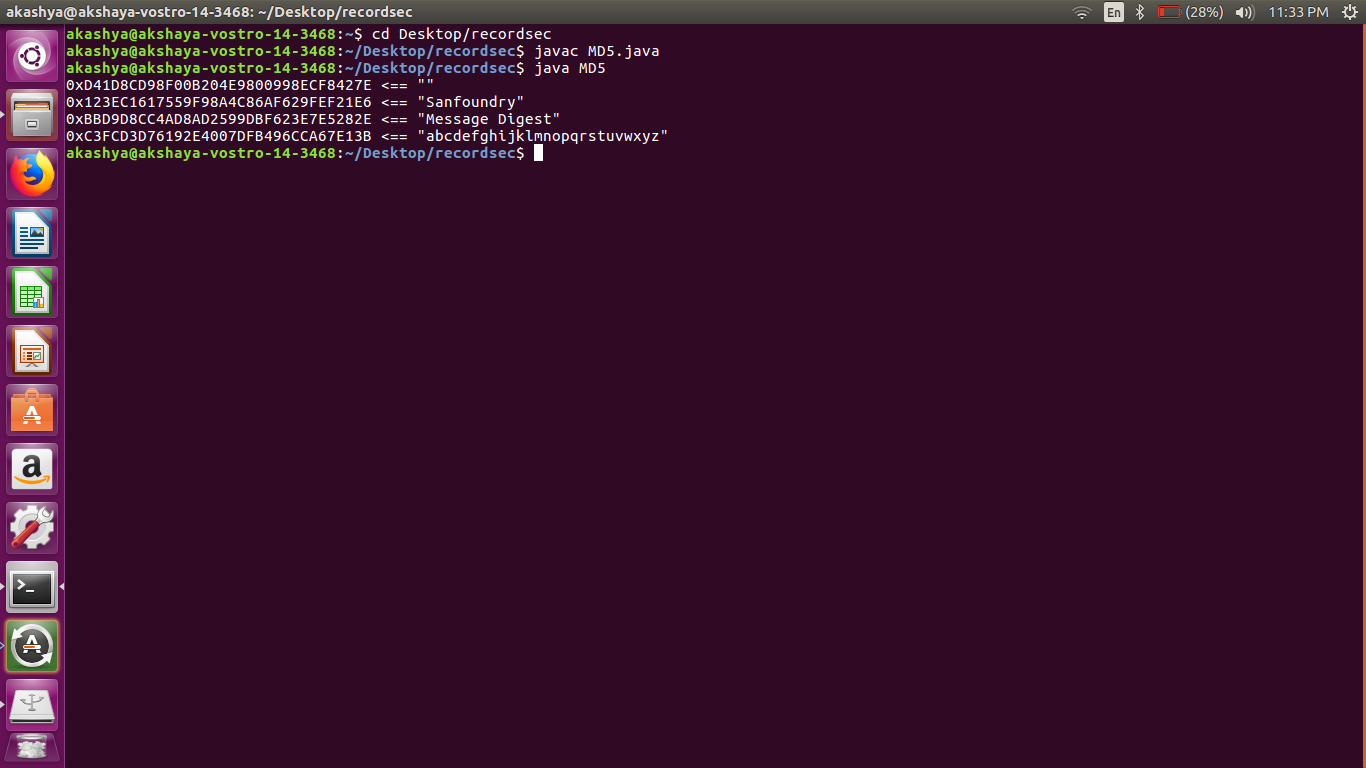 akashya@akshaya-vostro-14-3468: ~/Desktop/recordsec
En
(28%)
11:33 PM
akashya@akshaya-vostro-14-3468:~$ cd Desktop/recordsec
akashya@akshaya-vostro-14-3468:~/Desktop/recordsec$ javac MD5.java
akashya@akshaya-vostro-14-3468:~/Desktop/recordsec$ java MD5
0xD41D8CD98F00B204E9800998ECF8427E <== ""
0x123EC1617559F98A4C86AF629FEF21E6 <== "Sanfoundry"
0xBBD9D8CC4AD8AD2599DBF623E7E5282E <== "Message Digest"
0xC3FCD3D76192E4007DFB496CCA67E13B <== "abcdefghijklmnopqrstuvwxyz"
akashya@akshaya-vostro-14-3468:~/Desktop/recordsec$